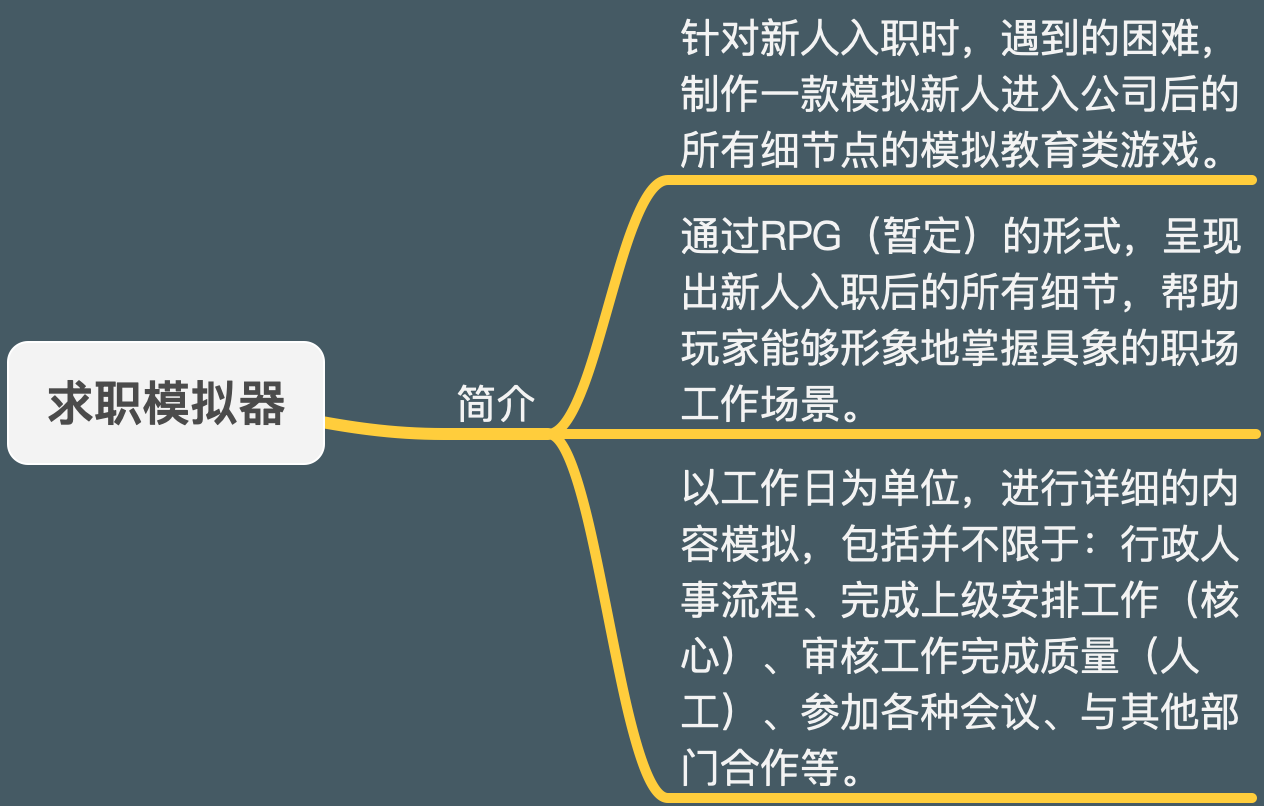 求职模拟器
简介
针对新人入职时，遇到的困难，
制作一款模拟新人进入公司后的
所有细节点的模拟教育类游戏。
通过RPG（暂定）的形式，呈现
出新人入职后的所有细节，帮助
玩家能够形象地掌握具象的职场
工作场景。
以工作日为单位，进行详细的内
容模拟，包括并不限于：行政人
事流程、完成上级安排工作（核
心）、审核工作完成质量（人
工）、参加各种会议、与其他部
门合作等。